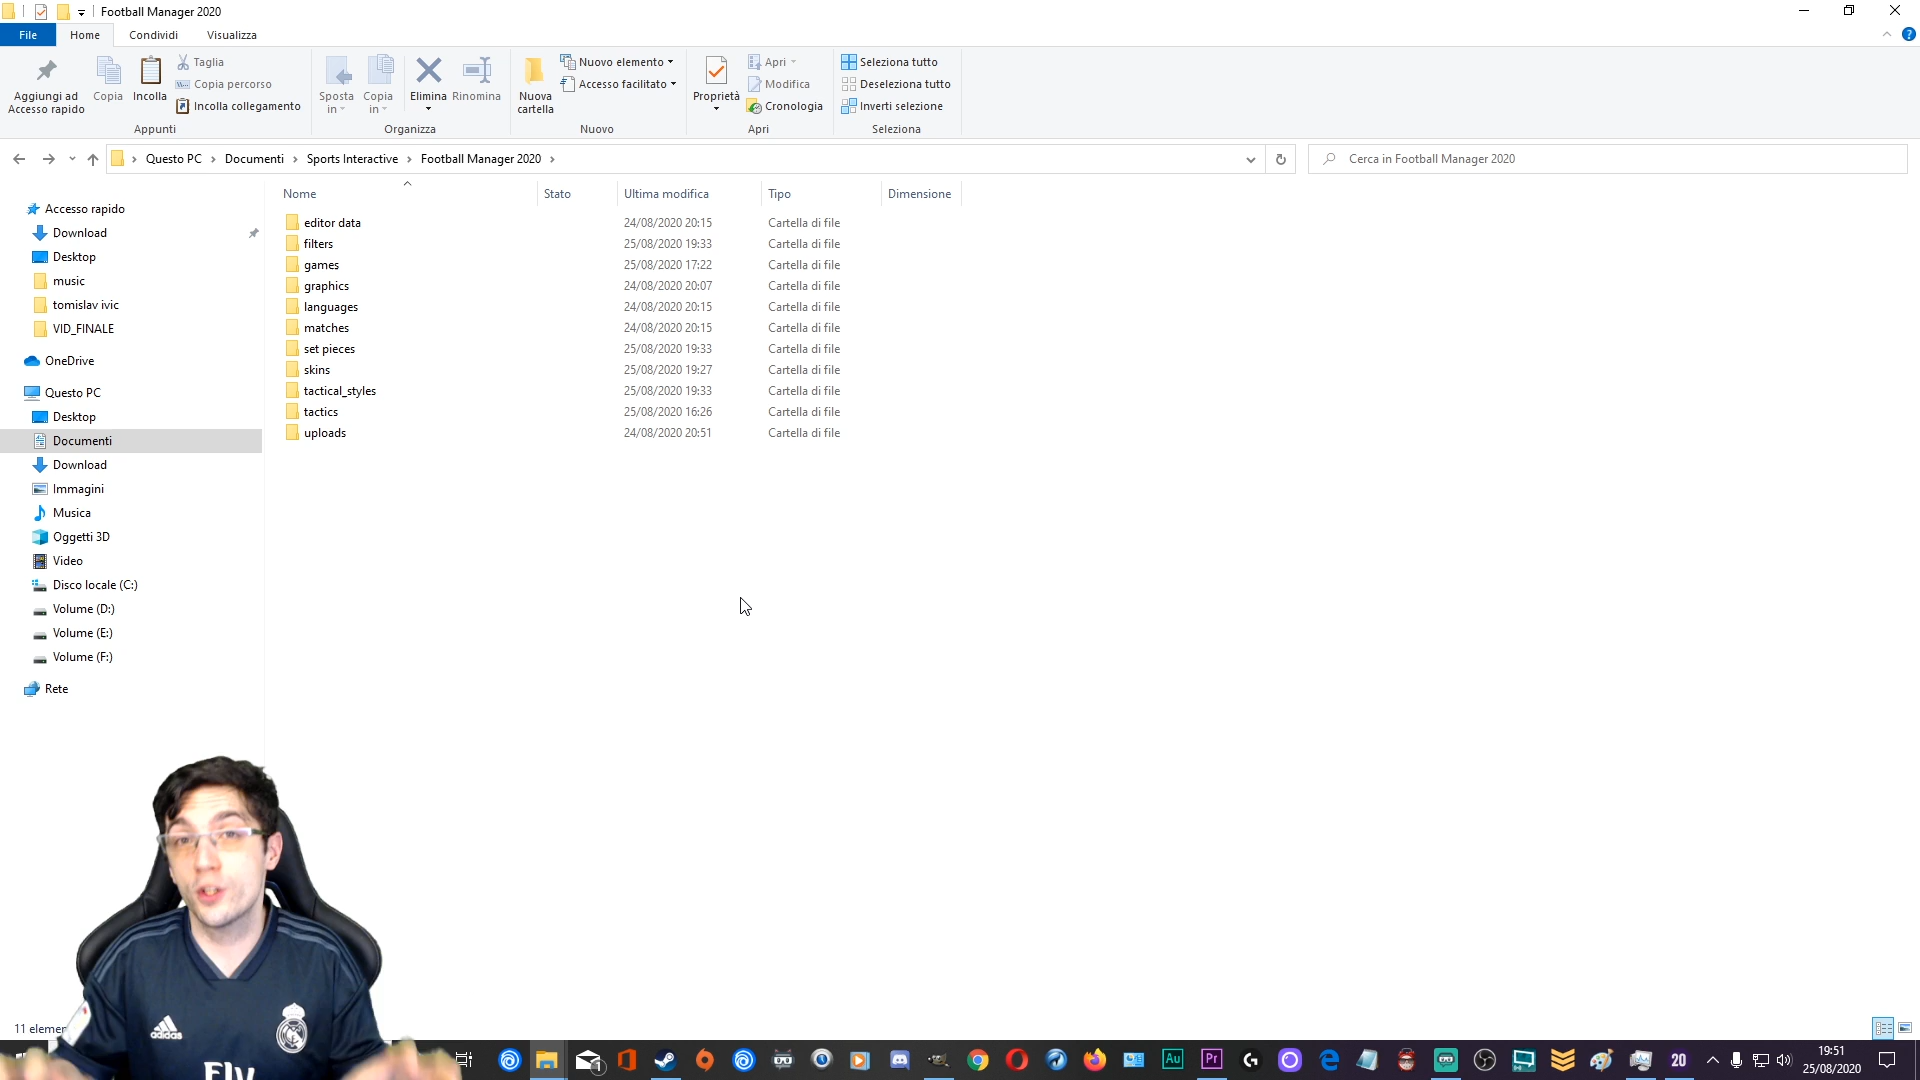 Football Manager 2020
File Home Condividi Visualizza
Aggiungi ad Accesso rapido
Copia
Incolla
Taglia
Copia percorso
Incolla collegamento
Appunti
Sposta in
Copia in
Elimina
Rinomina
Organizza
Nuova cartella
Nuovo elemento
Accesso facilitato
Nuovo
Proprietà
Apri
Modifica
Cronologia
Apri
Seleziona tutto
Deseleziona tutto
Inverti selezione
Seleziona
Questo PC › Documenti › Sports Interactive › Football Manager 2020 ›
Cerca in Football Manager 2020
Accesso rapido
Download
Desktop
music
tomislav ivic
VID_FINALE
OneDrive
Questo PC
Desktop
Documenti
Download
Immagini
Musica
Oggetti 3D
Video
Disco locale (C:)
Volume (D:)
Volume (E:)
Volume (F:)
Rete
Nome Stato Ultima modifica Tipo Dimensione
editor data 24/08/2020 20:15 Cartella di file
filters 25/08/2020 19:33 Cartella di file
games 25/08/2020 17:22 Cartella di file
graphics 24/08/2020 20:07 Cartella di file
languages 24/08/2020 20:15 Cartella di file
matches 24/08/2020 20:15 Cartella di file
set pieces 25/08/2020 19:33 Cartella di file
skins 25/08/2020 19:27 Cartella di file
tactical_styles 25/08/2020 19:33 Cartella di file
tactics 25/08/2020 16:26 Cartella di file
uploads 24/08/2020 20:51 Cartella di file
adidas
Fly
11
1
Au
Pr
20
19:51
25/08/2020